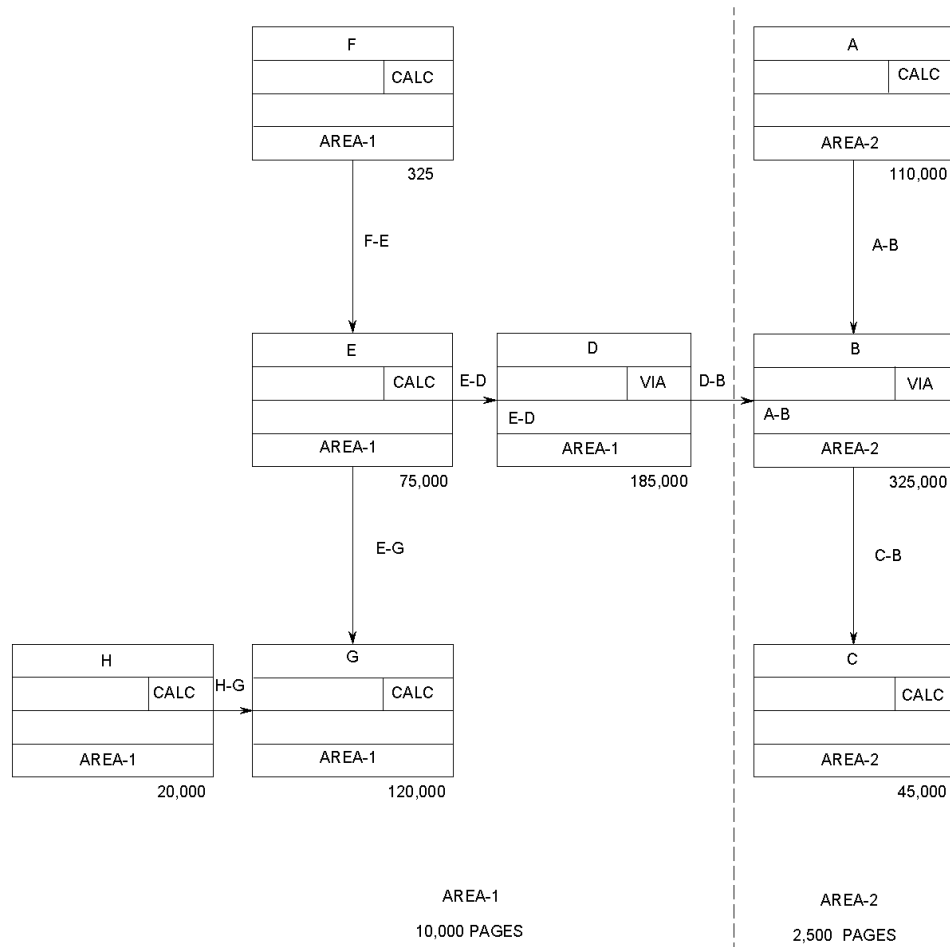 F
CALC
AREA-1
325
A
CALC
AREA-2
110,000
F-E
A-B
E
CALC
AREA-1
75,000
E-D
D
VIA
E-D
AREA-1
185,000
D-B
B
VIA
A-B
AREA-2
325,000
E-G
C-B
H
CALC
AREA-1
20,000
H-G
G
CALC
AREA-1
120,000
C
CALC
AREA-2
45,000
AREA-1
10,000 PAGES
AREA-2
2,500 PAGES